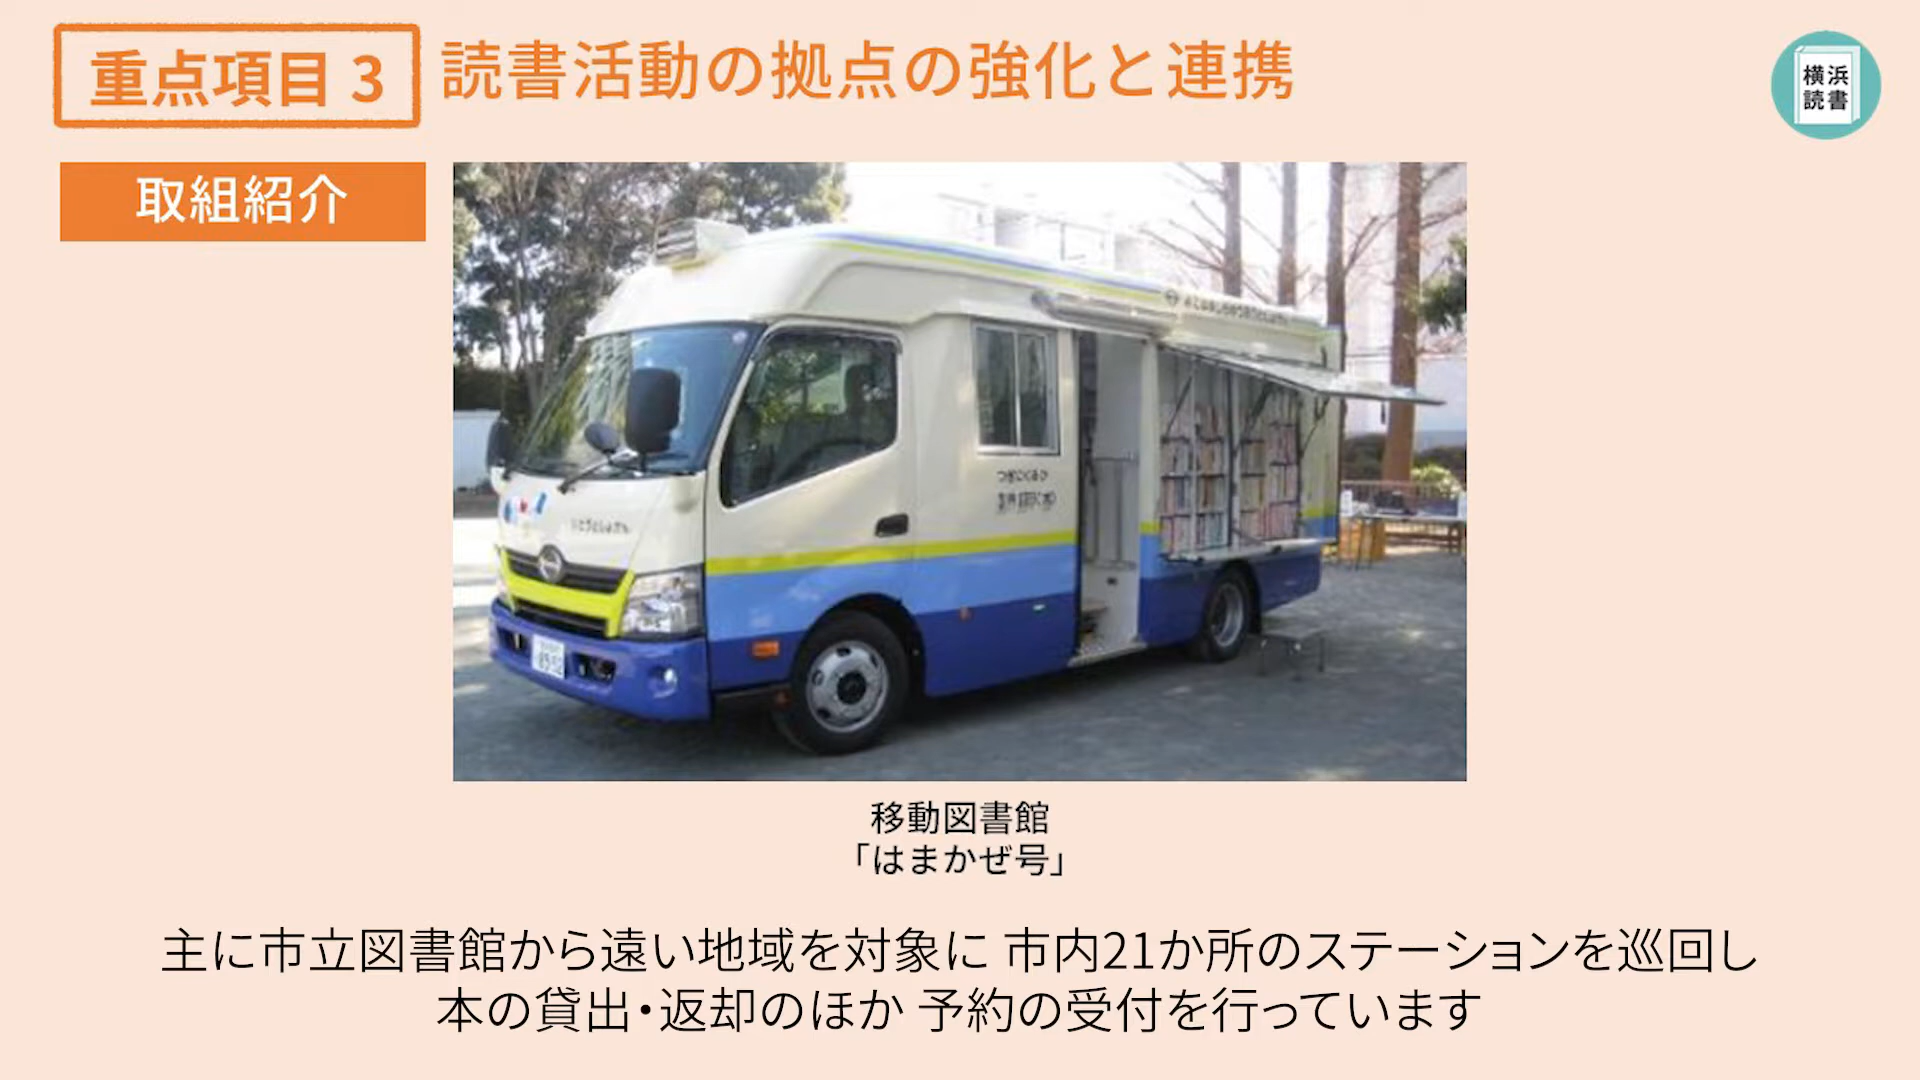 重点項目 3
読書活動の拠点の強化と連携
横浜
読書
取組紹介
移動図書館
「はまかぜ号」
主に市立図書館から遠い地域を対象に 市内21か所のステーションを巡回し
本の貸出・返却のほか 予約の受付を行っています